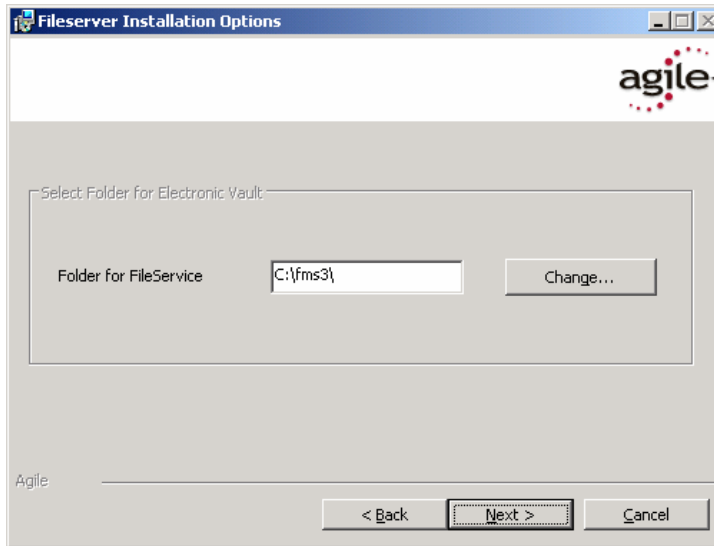 Fileserver Installation Options
agile
Select Folder for Electronic Vault
Folder for FileService
C:\fms3\
Change...
Agile
< Back
Next >
Cancel